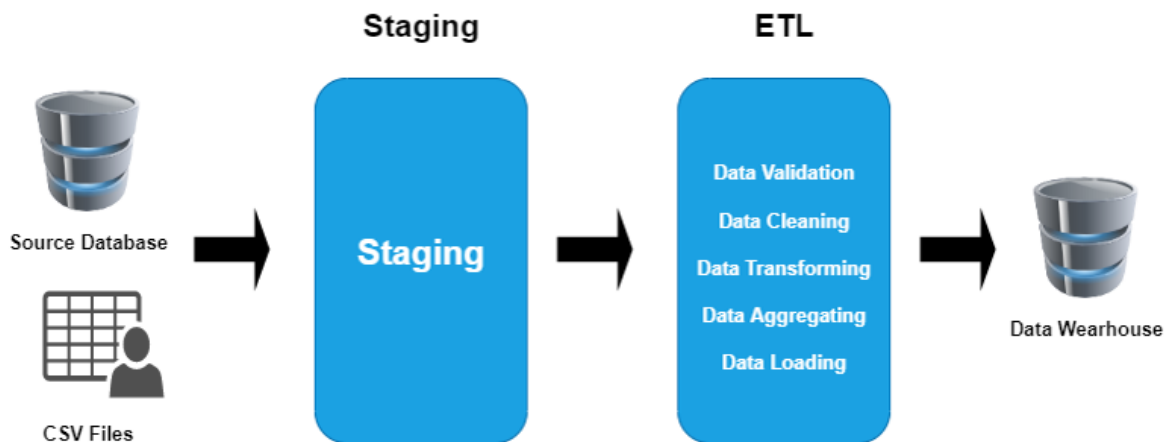 Staging
ETL
Source Database
CSV Files
Staging
Data Validation
Data Cleaning
Data Transforming
Data Aggregating
Data Loading
Data Wearhouse